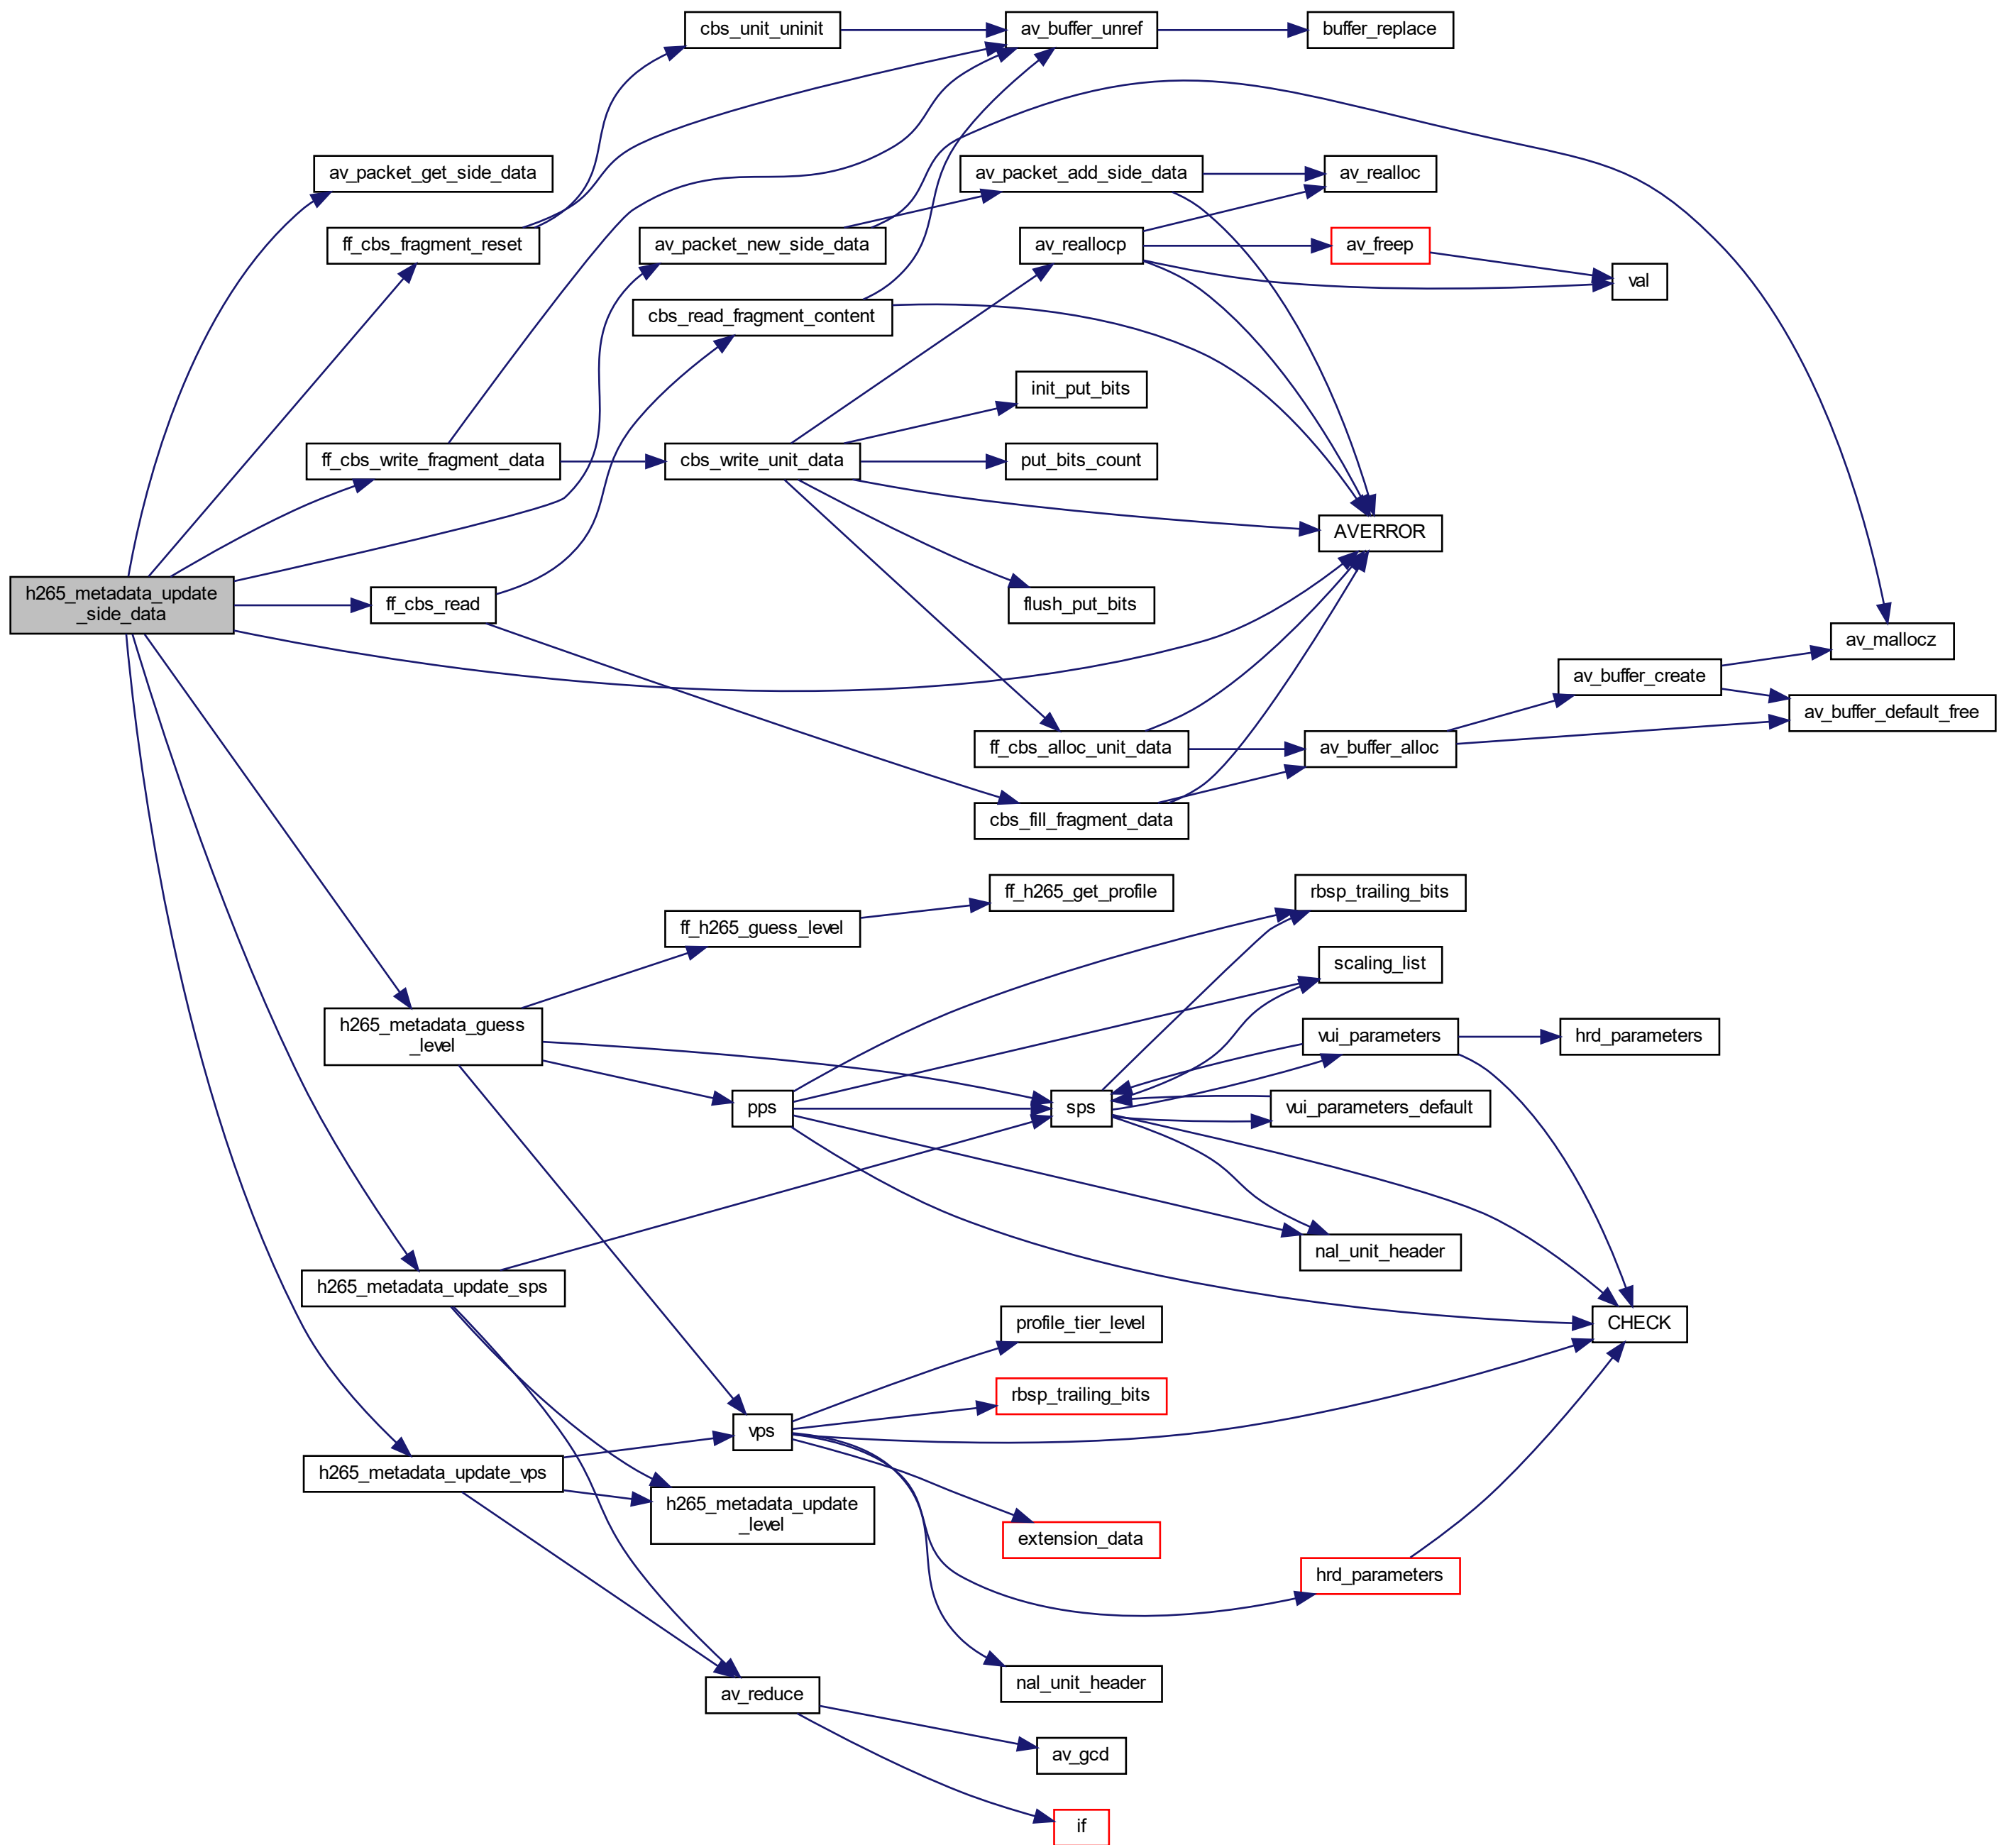 cbs_unit_uninit
av_buffer_unref
buffer_replace
av_packet_get_side_data
av_packet_add_side_data
av_realloc
ff_cbs_fragment_reset
av_packet_new_side_data
av_reallocp
av_freep
val
cbs_read_fragment_content
init_put_bits
ff_cbs_write_fragment_data
cbs_write_unit_data
put_bits_count
AVERROR
h265_metadata_update
_side_data
ff_cbs_read
flush_put_bits
av_mallocz
av_buffer_create
av_buffer_default_free
ff_cbs_alloc_unit_data
av_buffer_alloc
cbs_fill_fragment_data
ff_h265_get_profile
rbsp_trailing_bits
ff_h265_guess_level
scaling_list
h265_metadata_guess
_level
vui_parameters
hrd_parameters
pps
sps
vui_parameters_default
nal_unit_header
h265_metadata_update_sps
profile_tier_level
CHECK
rbsp_trailing_bits
vps
h265_metadata_update_vps
h265_metadata_update
_level
extension_data
hrd_parameters
nal_unit_header
av_reduce
av_gcd
if